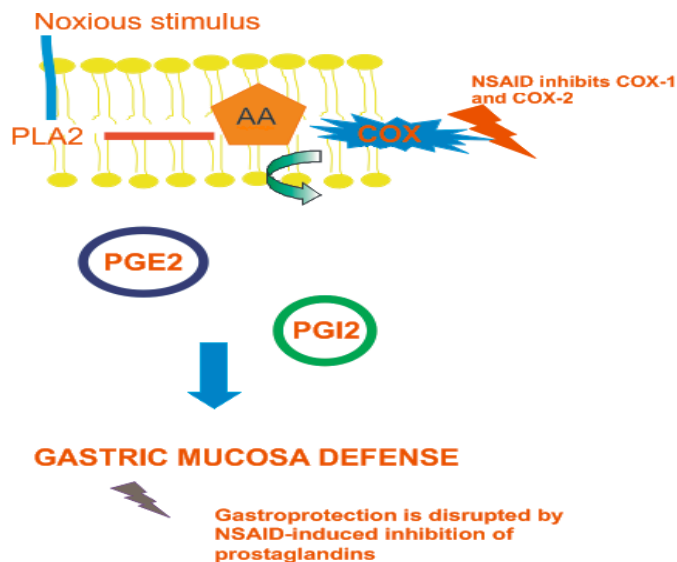 Noxious stimulus
NSAID inhibits COX-1
and COX-2
AA
PLA2
COX
PGE2
PGI2
GASTRIC MUCOSA DEFENSE
Gastroprotection is disrupted by
NSAID-induced inhibition of
prostaglandins